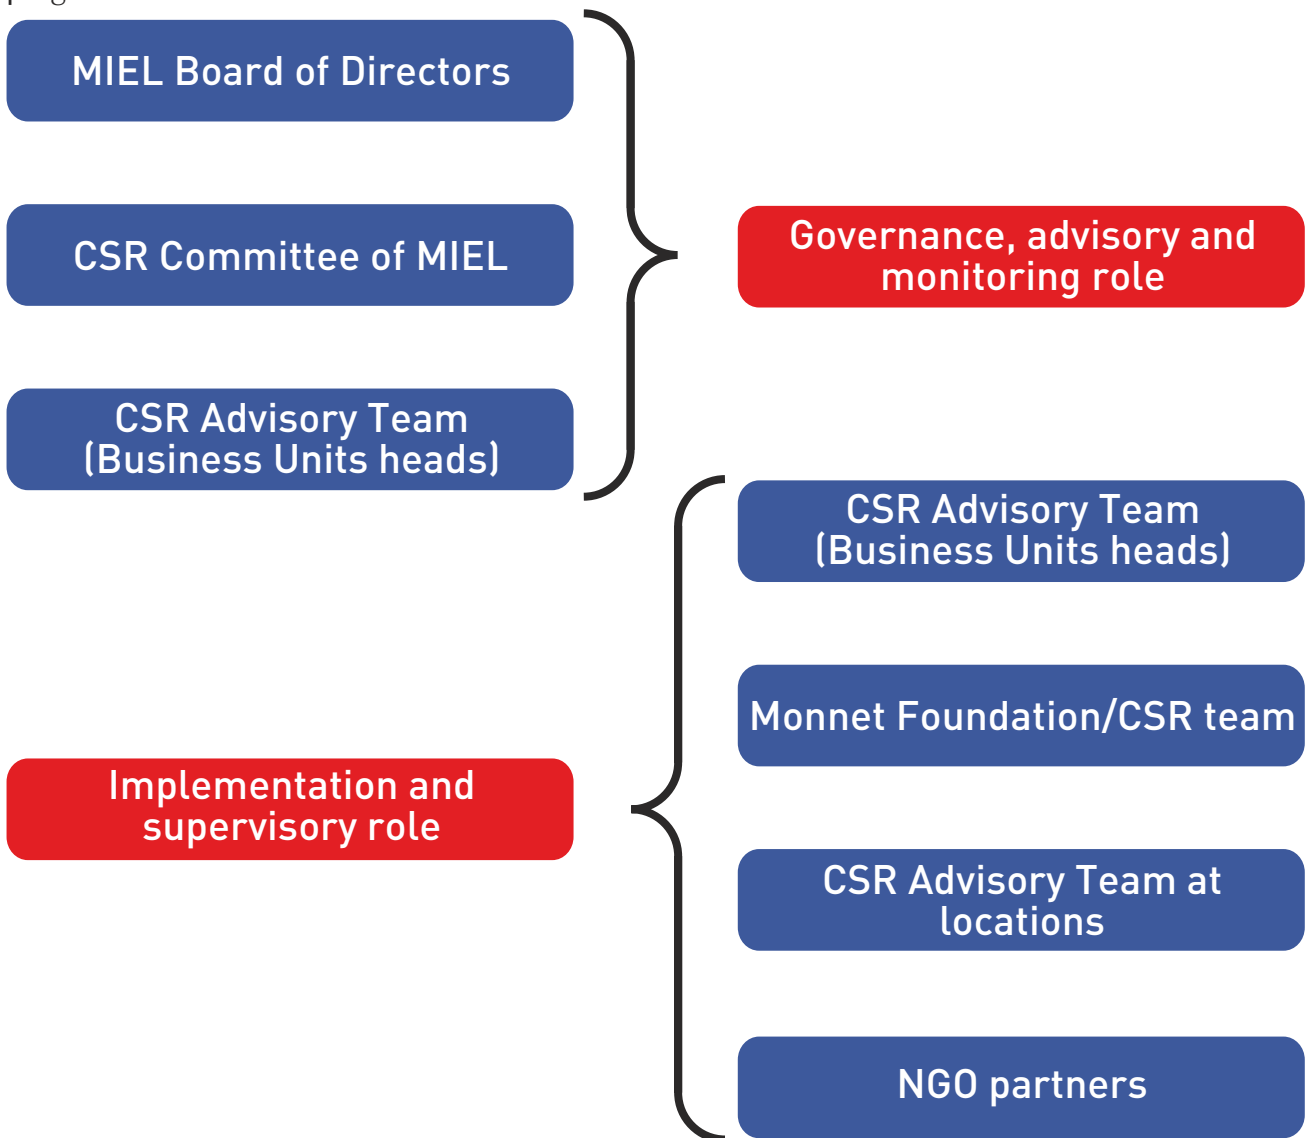 MIEL Board of Directors
CSR Committee of MIEL
CSR Advisory Team
(Business Units heads)
Governance, advisory and
monitoring role
Implementation and
supervisory role
CSR Advisory Team
(Business Units heads)
Monnet Foundation/CSR team
CSR Advisory Team at
locations
NGO partners